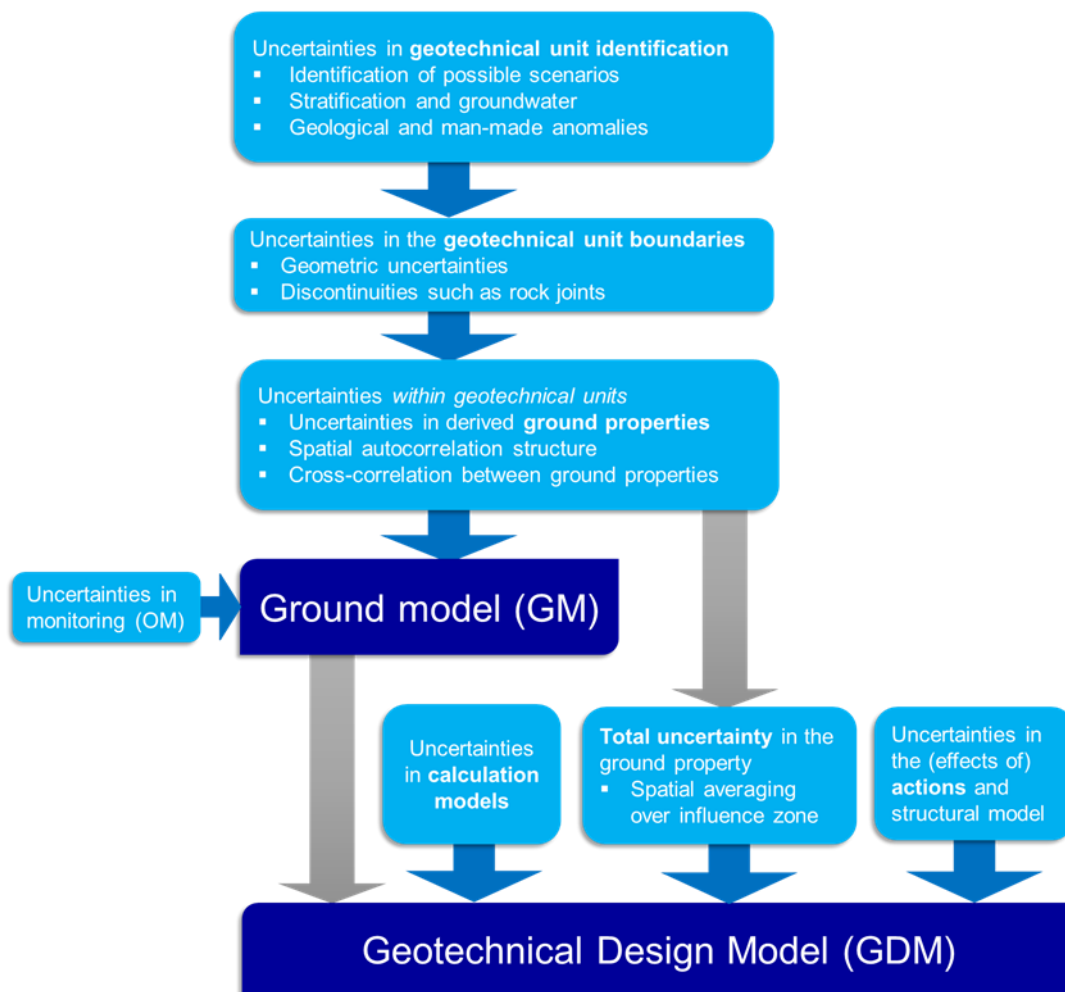 Uncertainties in geotechnical unit identification
▪ Identification of possible scenarios
▪ Stratification and groundwater
▪ Geological and man-made anomalies
Uncertainties in the geotechnical unit boundaries
▪ Geometric uncertainties
▪ Discontinuities such as rock joints
Uncertainties within geotechnical units
▪ Uncertainties in derived ground properties
▪ Spatial autocorrelation structure
▪ Cross-correlation between ground properties
Uncertainties in
monitoring (OM)
Ground model (GM)
Uncertainties
in calculation
models
Total uncertainty in the
ground property
▪ Spatial averaging
over influence zone
Uncertainties in
the (effects of)
actions and
structural model
Geotechnical Design Model (GDM)